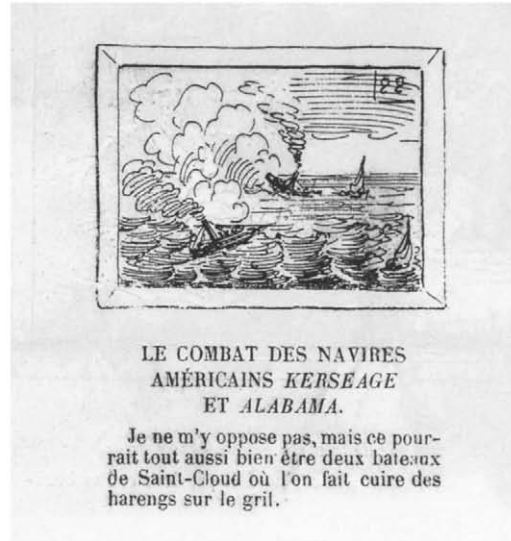 LE COMBAT DES NAVIRES
AMÉRICAINS KERSEAGE
ET ALABAMA.
Je ne m'y oppose pas, mais ce pour-
rait tout aussi bien être deux bateaux
de Saint-Cloud où l'on fait cuire des
harengs sur le gril.